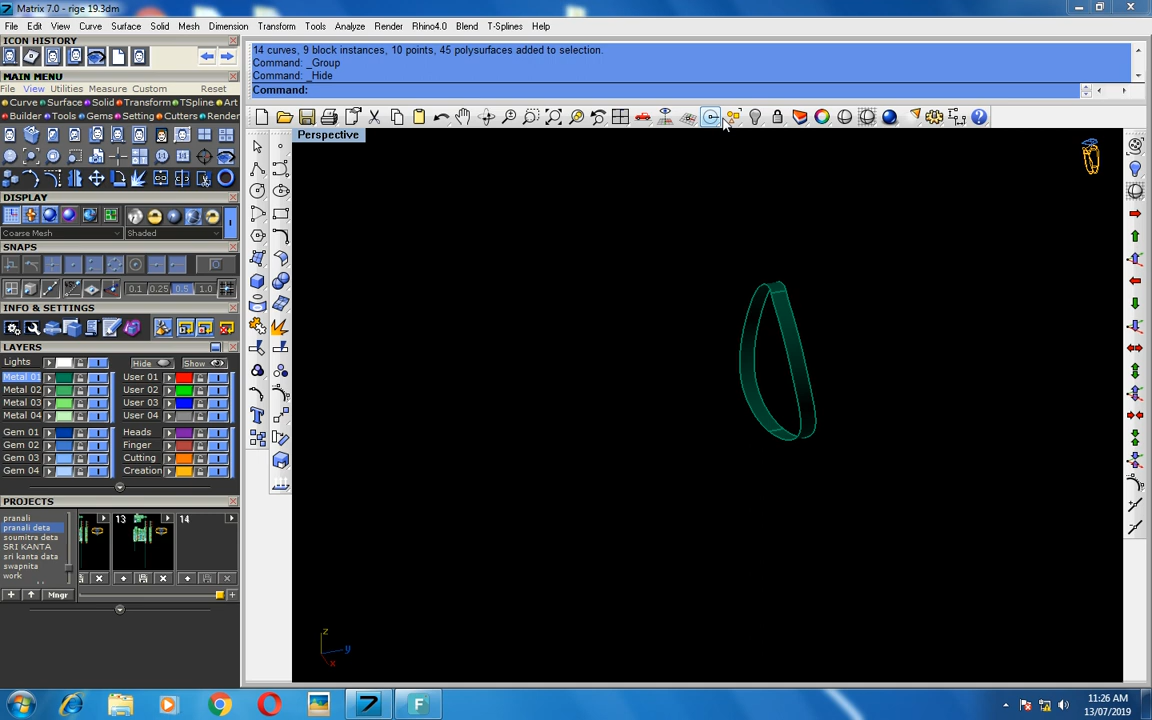 Matrix 7.0 - rige 19.3dm
File Edit View Curve Surface Solid Mesh Dimension Transform Tools Analyze Render Rhino4.0 Blend T-Splines Help
ICON HISTORY
14 curves, 9 block instances, 10 points, 45 polysurfaces added to selection.
Command: _Group
Command: _Hide
Command:
MAIN MENU
File View Utilities Measure Custom Reset
Curve Surface Solid Transform TSpline Art
Builder Tools Gems Setting Cutters Render
Perspective
DISPLAY
Coarse Mesh Shaded
SNAPS
0.1 0.25 0.5 1.0
INFO & SETTINGS
LAYERS
Lights Hide Show
Metal 01 User 01
Metal 02 User 02
Metal 03 User 03
Metal 04 User 04
Gem 01 Heads
Gem 02 Finger
Gem 03 Cutting
Gem 04 Creation
PROJECTS
pranali
pranali deta
soumitra deta
SRI KANTA
sri kanta data
swapnita
work
13 14
Mngr
z
y
x
11:26 AM
13/07/2019